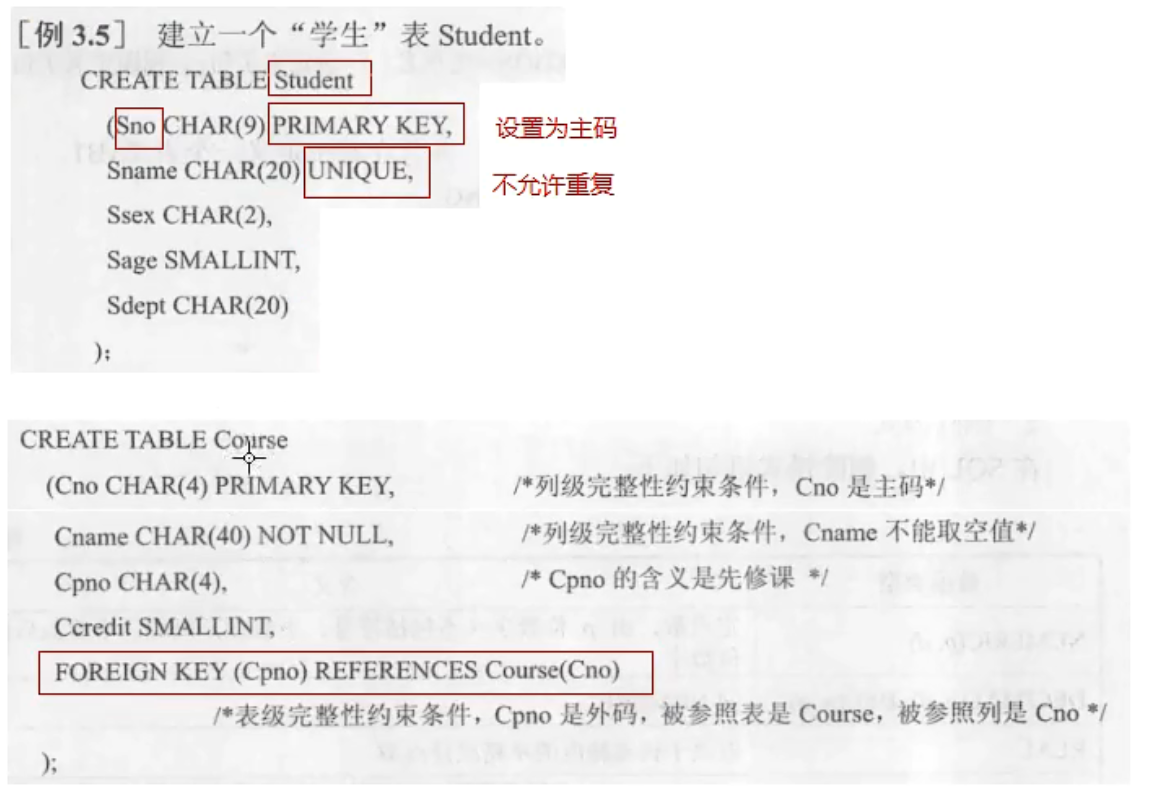 ［例 3.5］ 建立一个“学生”表 Student。
CREATE TABLE Student
(Sno CHAR(9) PRIMARY KEY, 设置为主码
Sname CHAR(20) UNIQUE, 不允许重复
Ssex CHAR(2),
Sage SMALLINT,
Sdept CHAR(20)
);
CREATE TABLE Course
(Cno CHAR(4) PRIMARY KEY, /*列级完整性约束条件，Cno 是主码*/
Cname CHAR(40) NOT NULL, /*列级完整性约束条件，Cname 不能取空值*/
Cpno CHAR(4), /* Cpno 的含义是先修课 */
Ccredit SMALLINT,
FOREIGN KEY (Cpno) REFERENCES Course(Cno)
/*表级完整性约束条件，Cpno 是外码，被参照表是 Course，被参照列是 Cno */
);